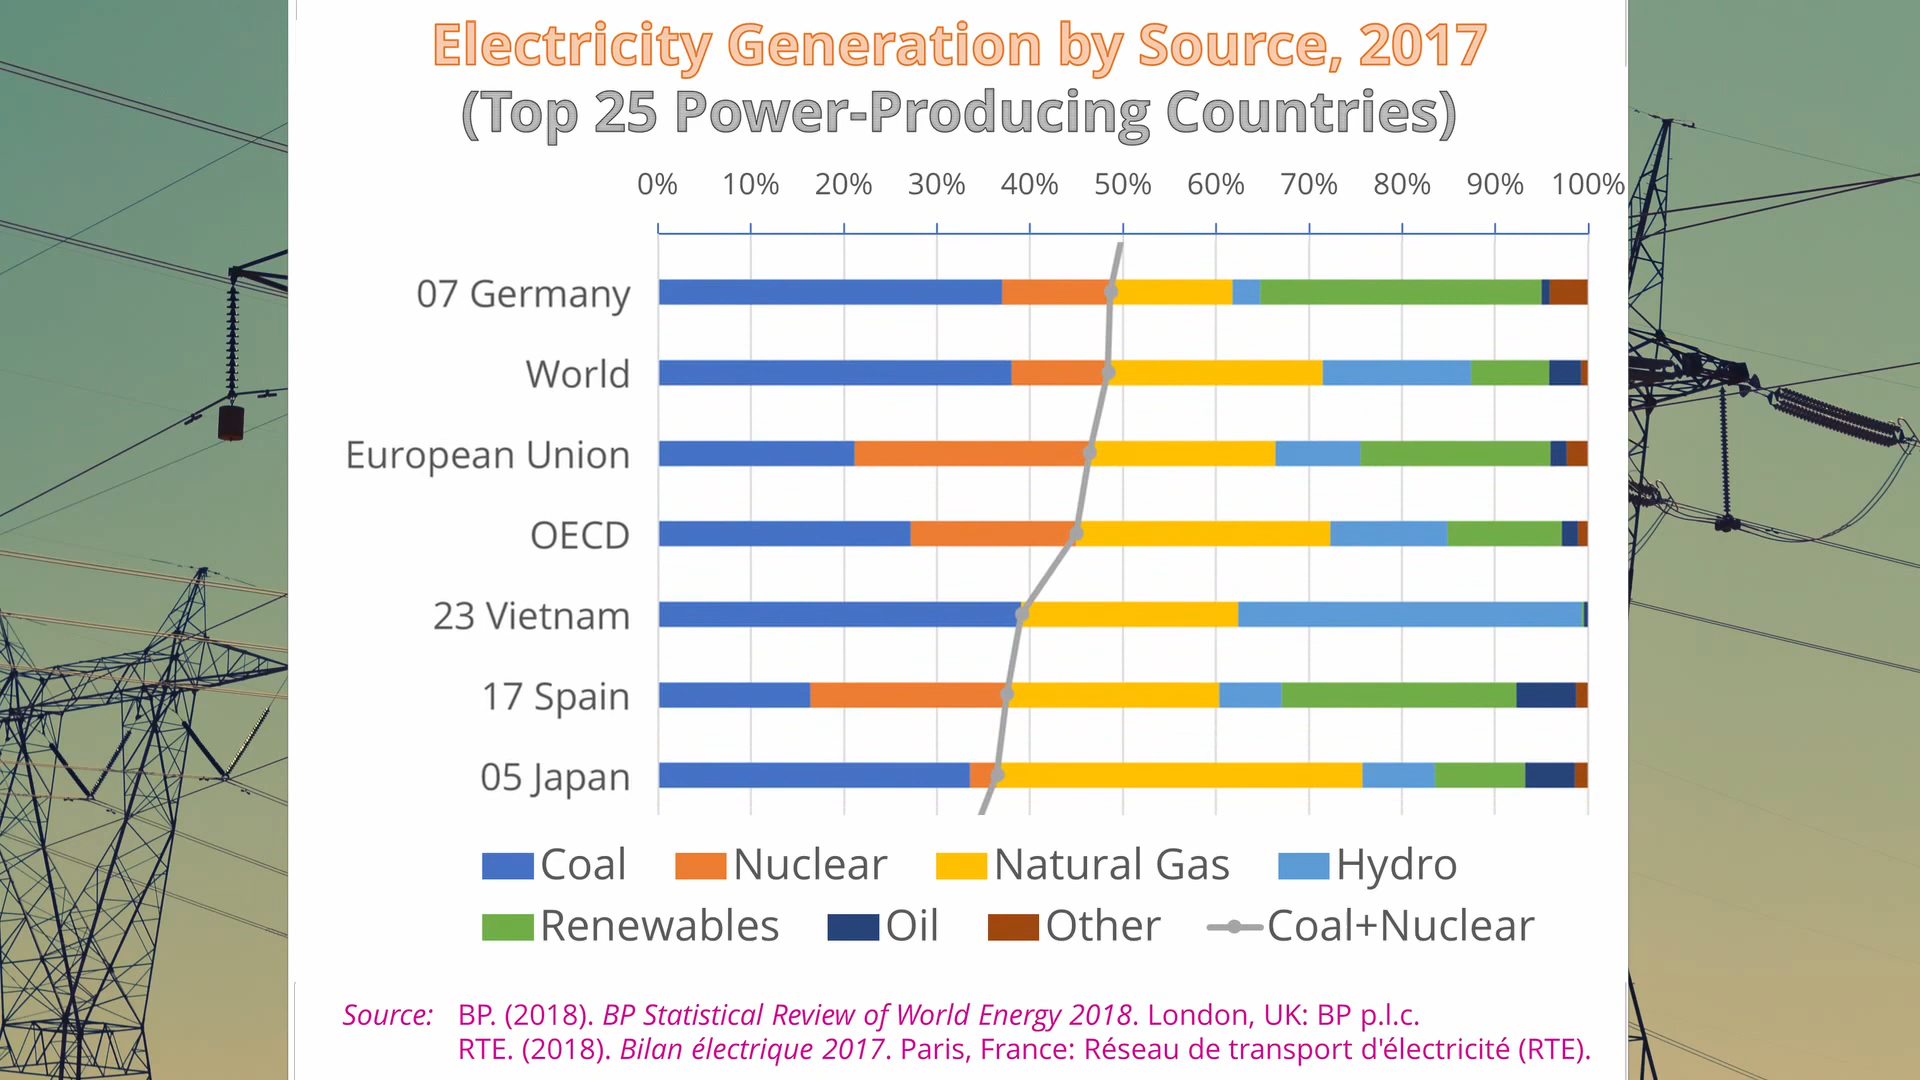 Electricity Generation by Source, 2017
(Top 25 Power-Producing Countries)
0% 10% 20% 30% 40% 50% 60% 70% 80% 90% 100%
07 Germany
World
European Union
OECD
23 Vietnam
17 Spain
05 Japan
Coal Nuclear Natural Gas Hydro
Renewables Oil Other Coal+Nuclear
Source: BP. (2018). BP Statistical Review of World Energy 2018. London, UK: BP p.l.c.
RTE. (2018). Bilan électrique 2017. Paris, France: Réseau de transport d'électricité (RTE).